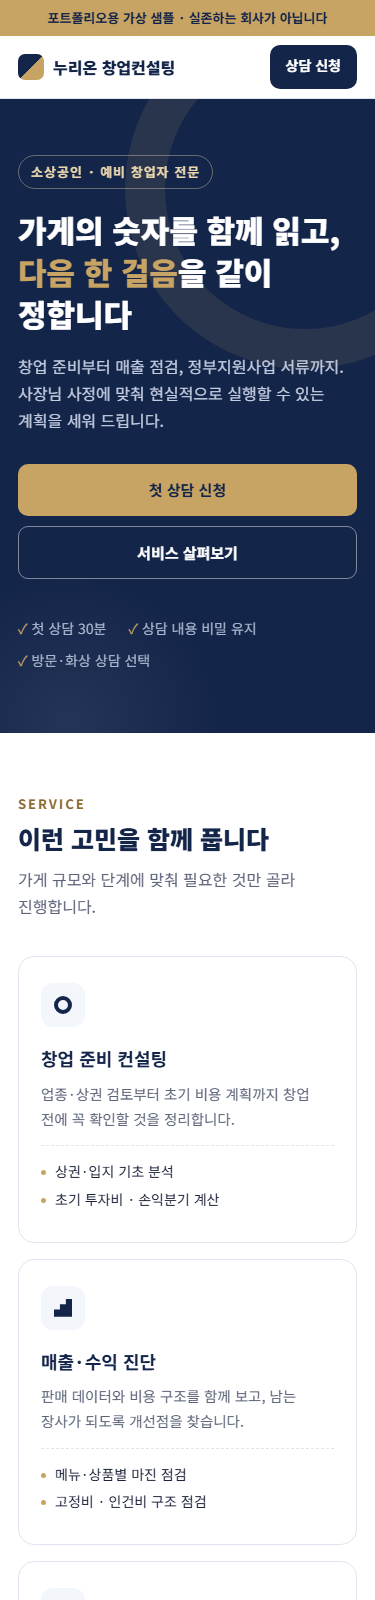 포트폴리오용 가상 샘플 · 실존하는 회사가 아닙니다
누리온 창업컨설팅
상담 신청
소상공인 · 예비 창업자 전문
가게의 숫자를 함께 읽고,
다음 한 걸음을 같이
정합니다
창업 준비부터 매출 점검, 정부지원사업 서류까지.
사장님 사정에 맞춰 현실적으로 실행할 수 있는
계획을 세워 드립니다.
첫 상담 신청
서비스 살펴보기
✓ 첫 상담 30분
✓ 상담 내용 비밀 유지
✓ 방문·화상 상담 선택
SERVICE
이런 고민을 함께 풉니다
가게 규모와 단계에 맞춰 필요한 것만 골라
진행합니다.
창업 준비 컨설팅
업종·상권 검토부터 초기 비용 계획까지 창업
전에 꼭 확인할 것을 정리합니다.
상권·입지 기초 분석
초기 투자비 · 손익분기 계산
매출·수익 진단
판매 데이터와 비용 구조를 함께 보고, 남는
장사가 되도록 개선점을 찾습니다.
메뉴·상품별 마진 점검
고정비 · 인건비 구조 점검